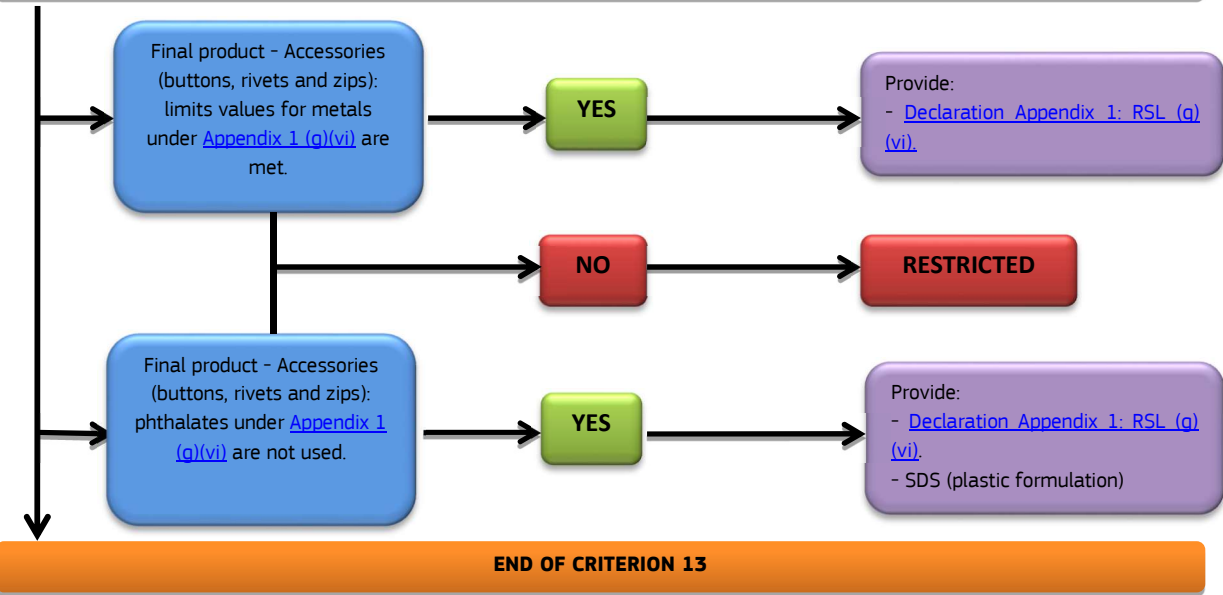 Final product - Accessories
(buttons, rivets and zips):
limits values for metals
under Appendix 1 (g)(vi) are
met.
YES
Provide:
- Declaration Appendix 1: RSL (g)
(vi).
NO
RESTRICTED
Final product - Accessories
(buttons, rivets and zips):
phthalates under Appendix 1
(g)(vi) are not used.
YES
Provide:
- Declaration Appendix 1: RSL (g)
(vi).
- SDS (plastic formulation)
END OF CRITERION 13